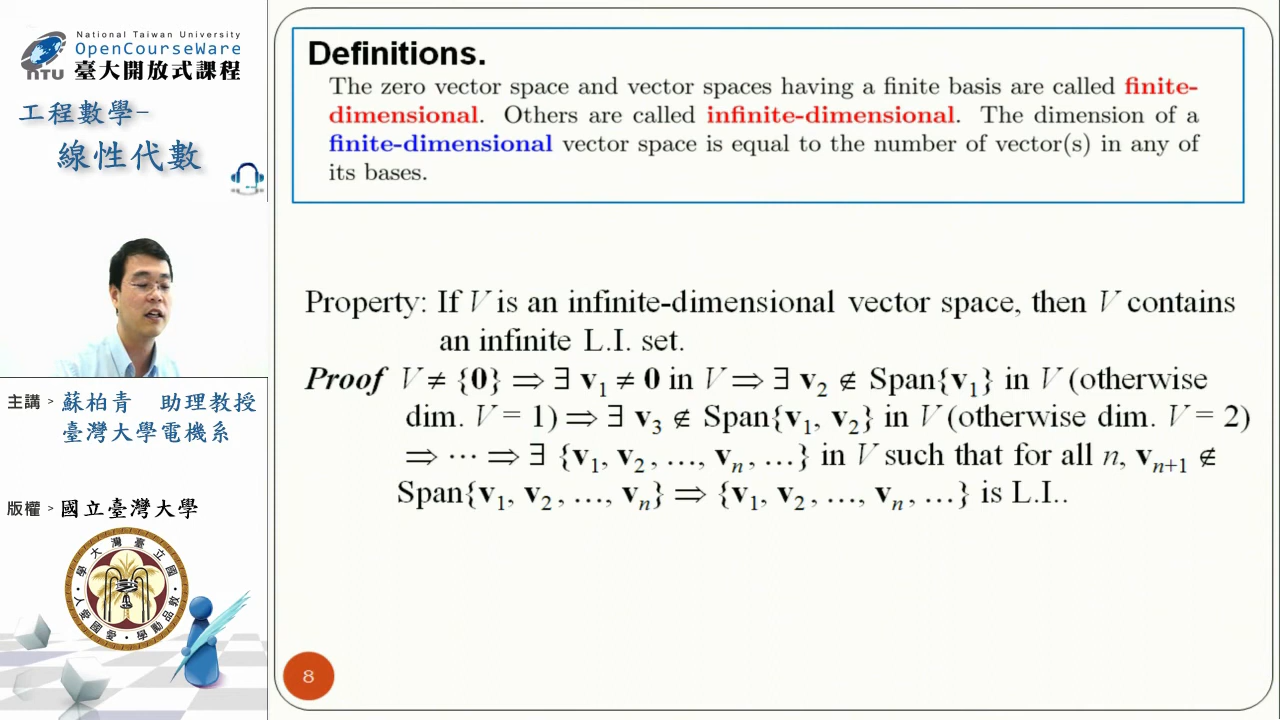 National Taiwan University
OpenCourseWare
NTU 臺大開放式課程
工程數學-
線性代數
主講 > 蘇柏青 助理教授
臺灣大學電機系
版權 > 國立臺灣大學
Definitions.
The zero vector space and vector spaces having a finite basis are called finite-
dimensional. Others are called infinite-dimensional. The dimension of a
finite-dimensional vector space is equal to the number of vector(s) in any of
its bases.
Property: If V is an infinite-dimensional vector space, then V contains
an infinite L.I. set.
Proof V ≠ {0} ⇒ ∃ v₁ ≠ 0 in V ⇒ ∃ v₂ ∉ Span{v₁} in V (otherwise
dim. V = 1) ⇒ ∃ v₃ ∉ Span{v₁, v₂} in V (otherwise dim. V = 2)
⇒ ⋯ ⇒ ∃ {v₁, v₂, …, vₙ, …} in V such that for all n, vₙ₊₁ ∉
Span{v₁, v₂, …, vₙ} ⇒ {v₁, v₂, …, vₙ, …} is L.I..
8